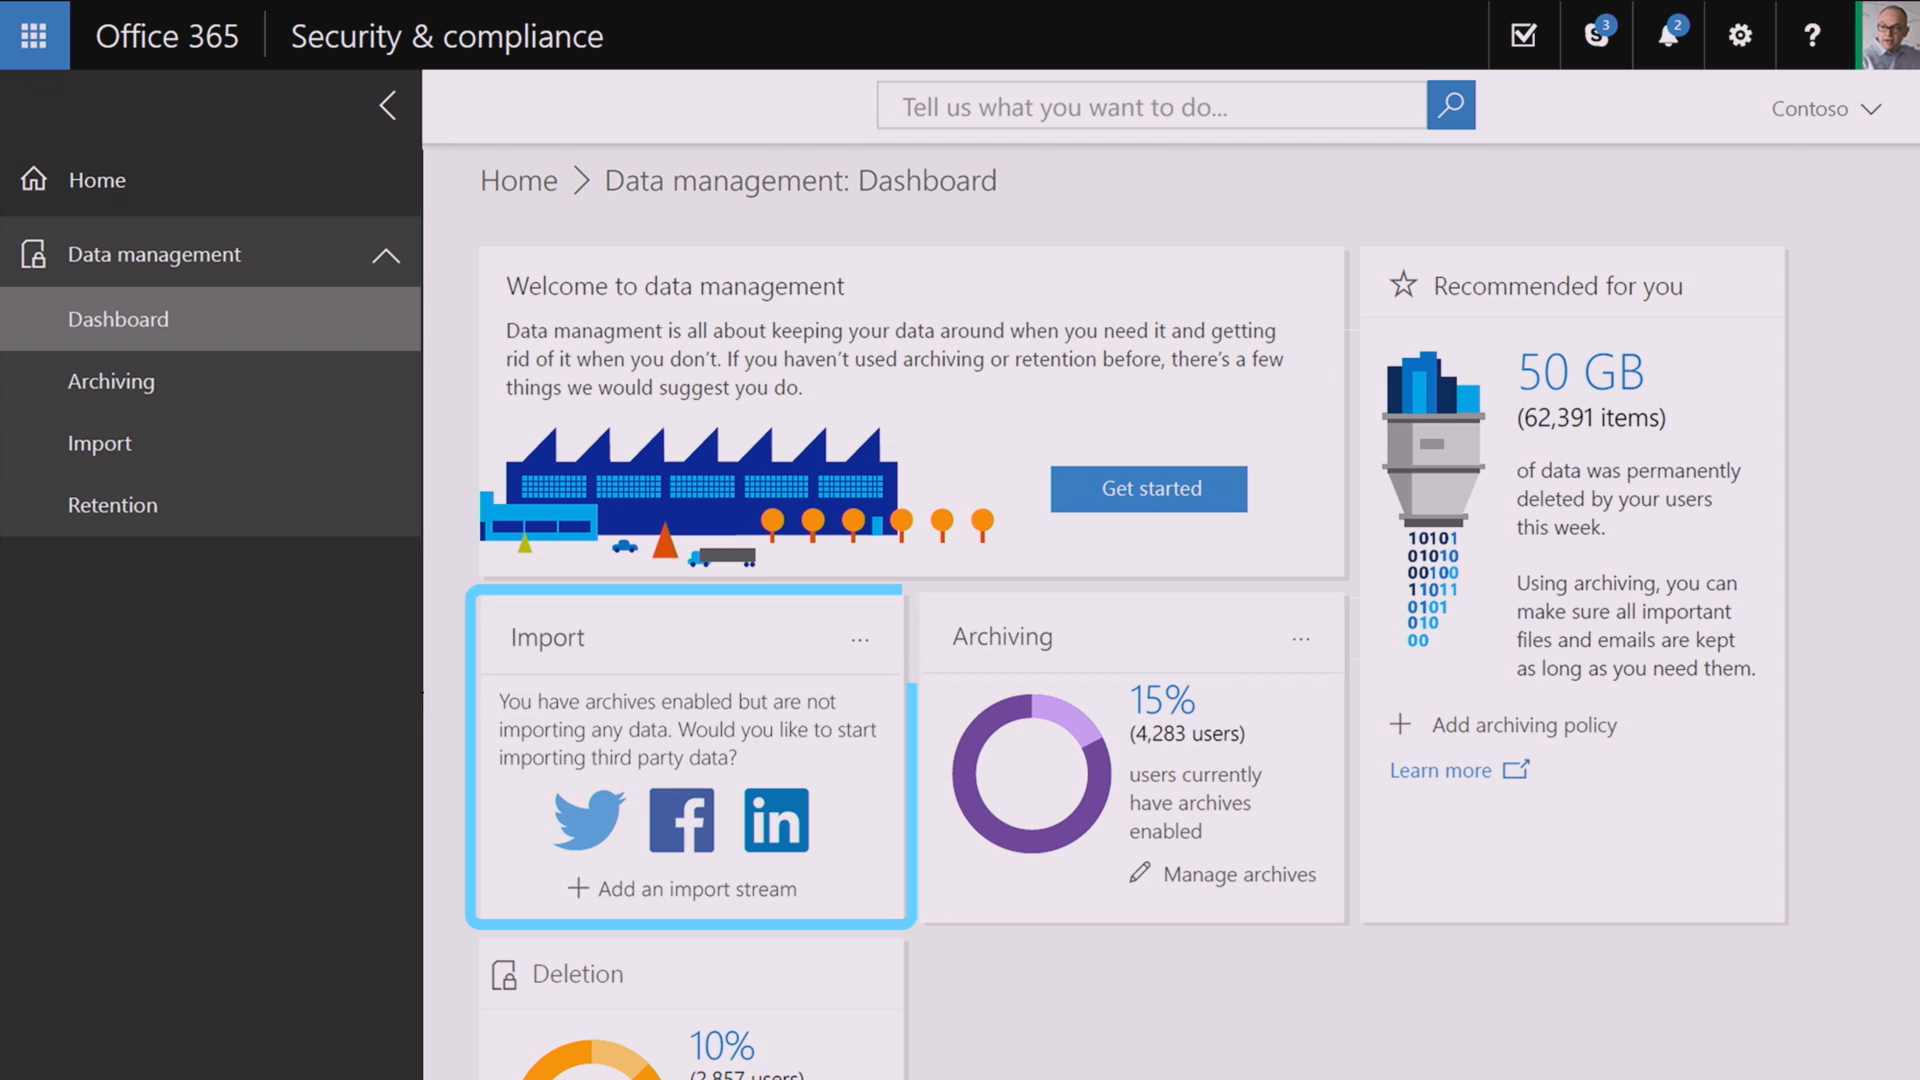 Office 365
Security & compliance
3
2
?
Tell us what you want to do...
Contoso
Home
Data management
Dashboard
Archiving
Import
Retention
Home > Data management: Dashboard
Welcome to data management
Data managment is all about keeping your data around when you need it and getting
rid of it when you don't. If you haven't used archiving or retention before, there's a few
things we would suggest you do.
Get started
Recommended for you
50 GB
(62,391 items)
of data was permanently
deleted by your users
this week.
Using archiving, you can
make sure all important
files and emails are kept
as long as you need them.
10101
01010
00100
11011
0101
010
00
+ Add archiving policy
Learn more
Import
...
You have archives enabled but are not
importing any data. Would you like to start
importing third party data?
f
in
+ Add an import stream
Archiving
...
15%
(4,283 users)
users currently
have archives
enabled
Manage archives
Deletion
10%
(2,857 users)